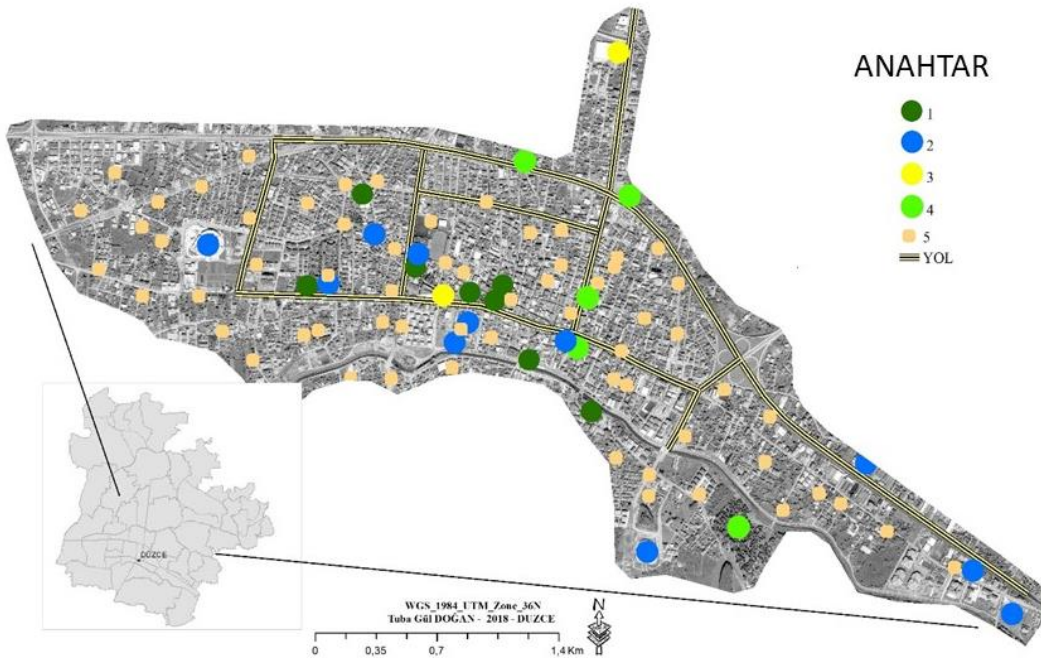 ANAHTAR
1
2
3
4
5
YOL
DÜZCE
WGS_1984_UTM_Zone_36N
Tuba Gül DOĞAN - 2018 - DUZCE
N
0 0,35 0,7 1,4 Km